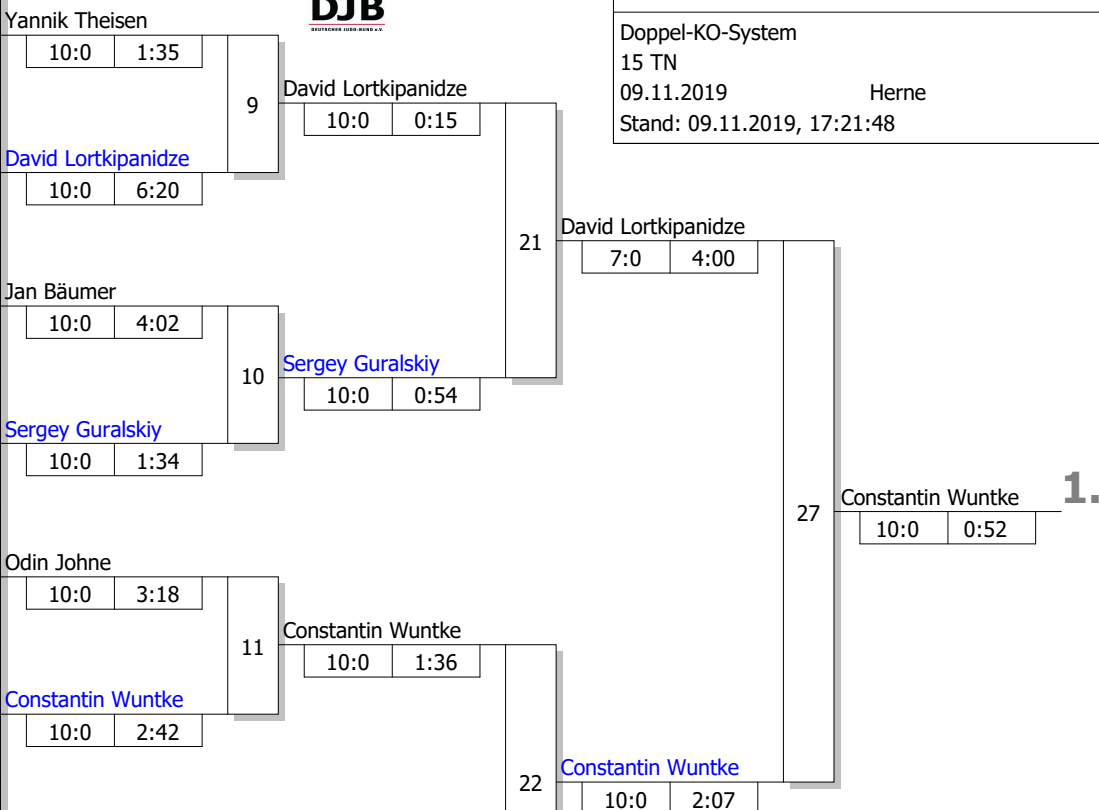 DJB
DEUTSCHER JUDO-BUND e.V.
Doppel-KO-System
15 TN
09.11.2019 Herne
Stand: 09.11.2019, 17:21:48
Yannik Theisen
10:0 1:35
9
David Lortkipanidze
10:0 0:15
David Lortkipanidze
10:0 6:20
21
David Lortkipanidze
7:0 4:00
Jan Bäumer
10:0 4:02
10
Sergey Guralskiy
10:0 0:54
Sergey Guralskiy
10:0 1:34
27
Constantin Wuntke 1.
10:0 0:52
Odin Johne
10:0 3:18
11
Constantin Wuntke
10:0 1:36
Constantin Wuntke
10:0 2:42
22
Constantin Wuntke
10:0 2:07